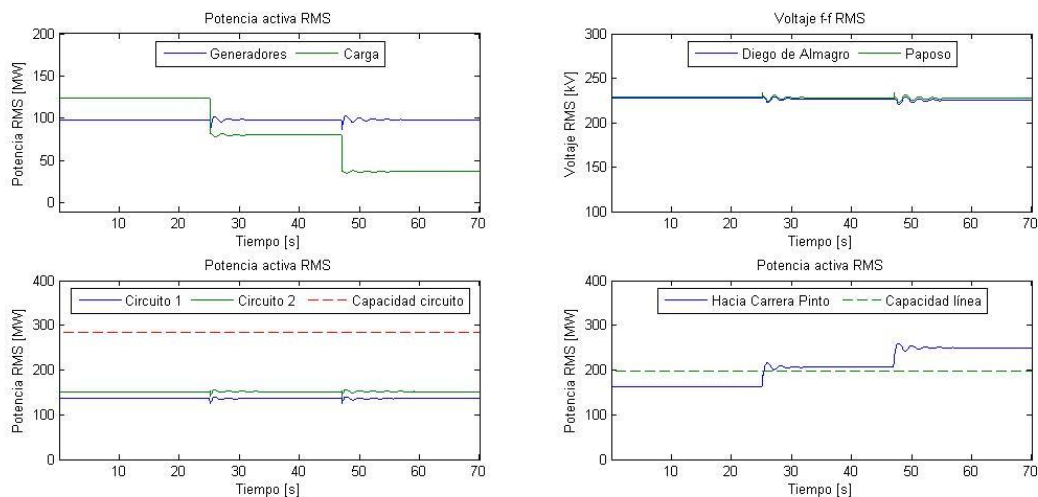 Potencia activa RMS
Generadores Carga
Potencia RMS [MW]
200
150
100
50
0
10 20 30 40 50 60 70
Tiempo [s]
Voltaje f-f RMS
Diego de Almagro Paposo
Voltaje RMS [kV]
300
250
200
150
100
10 20 30 40 50 60 70
Tiempo [s]
Potencia activa RMS
Circuito 1 Circuito 2 Capacidad circuito
Potencia RMS [MW]
400
300
200
100
0
10 20 30 40 50 60 70
Tiempo [s]
Potencia activa RMS
Hacia Carrera Pinto Capacidad línea
Potencia RMS [MW]
400
300
200
100
0
10 20 30 40 50 60 70
Tiempo [s]